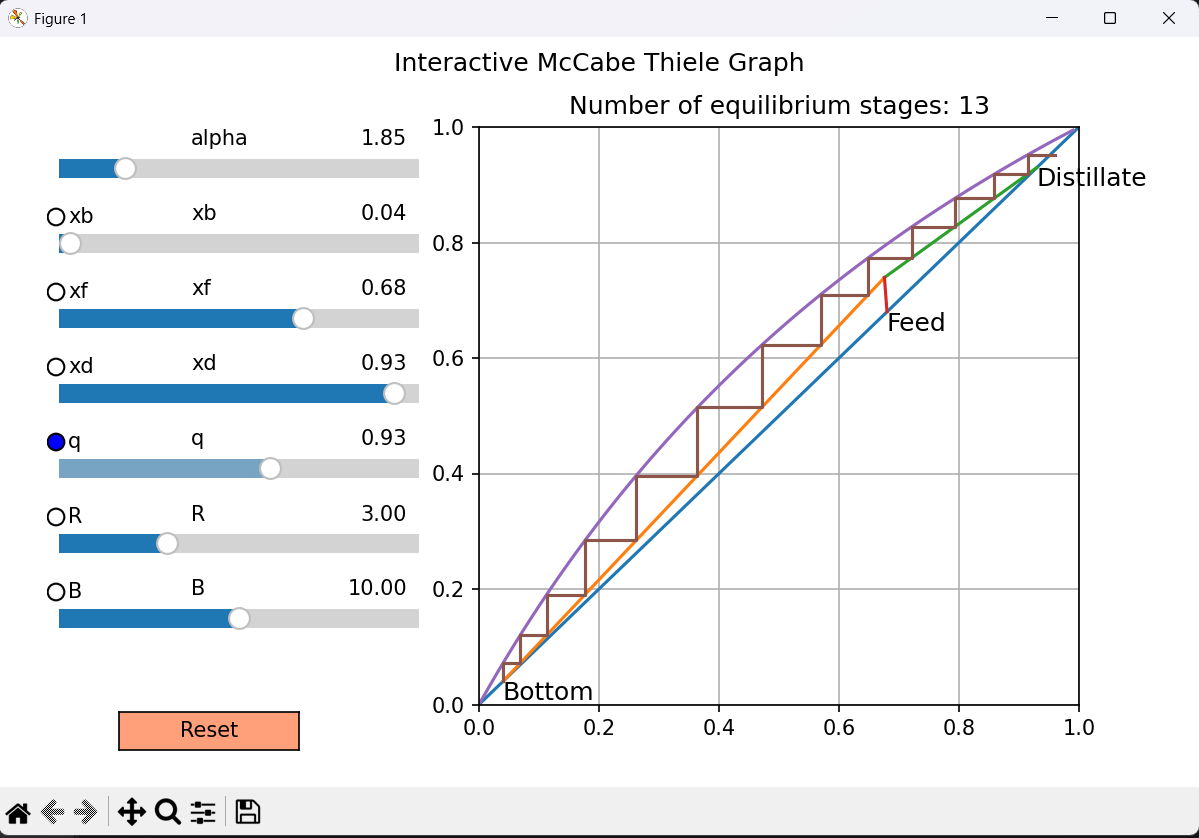 Figure 1
Interactive McCabe Thiele Graph
Number of equilibrium stages: 13
alpha 1.85
xb xb 0.04
xf xf 0.68
xd xd 0.93
q q 0.93
R R 3.00
B B 10.00
Reset
1.0
0.8
0.6
0.4
0.2
0.0
Distillate
Feed
Bottom
0.0 0.2 0.4 0.6 0.8 1.0